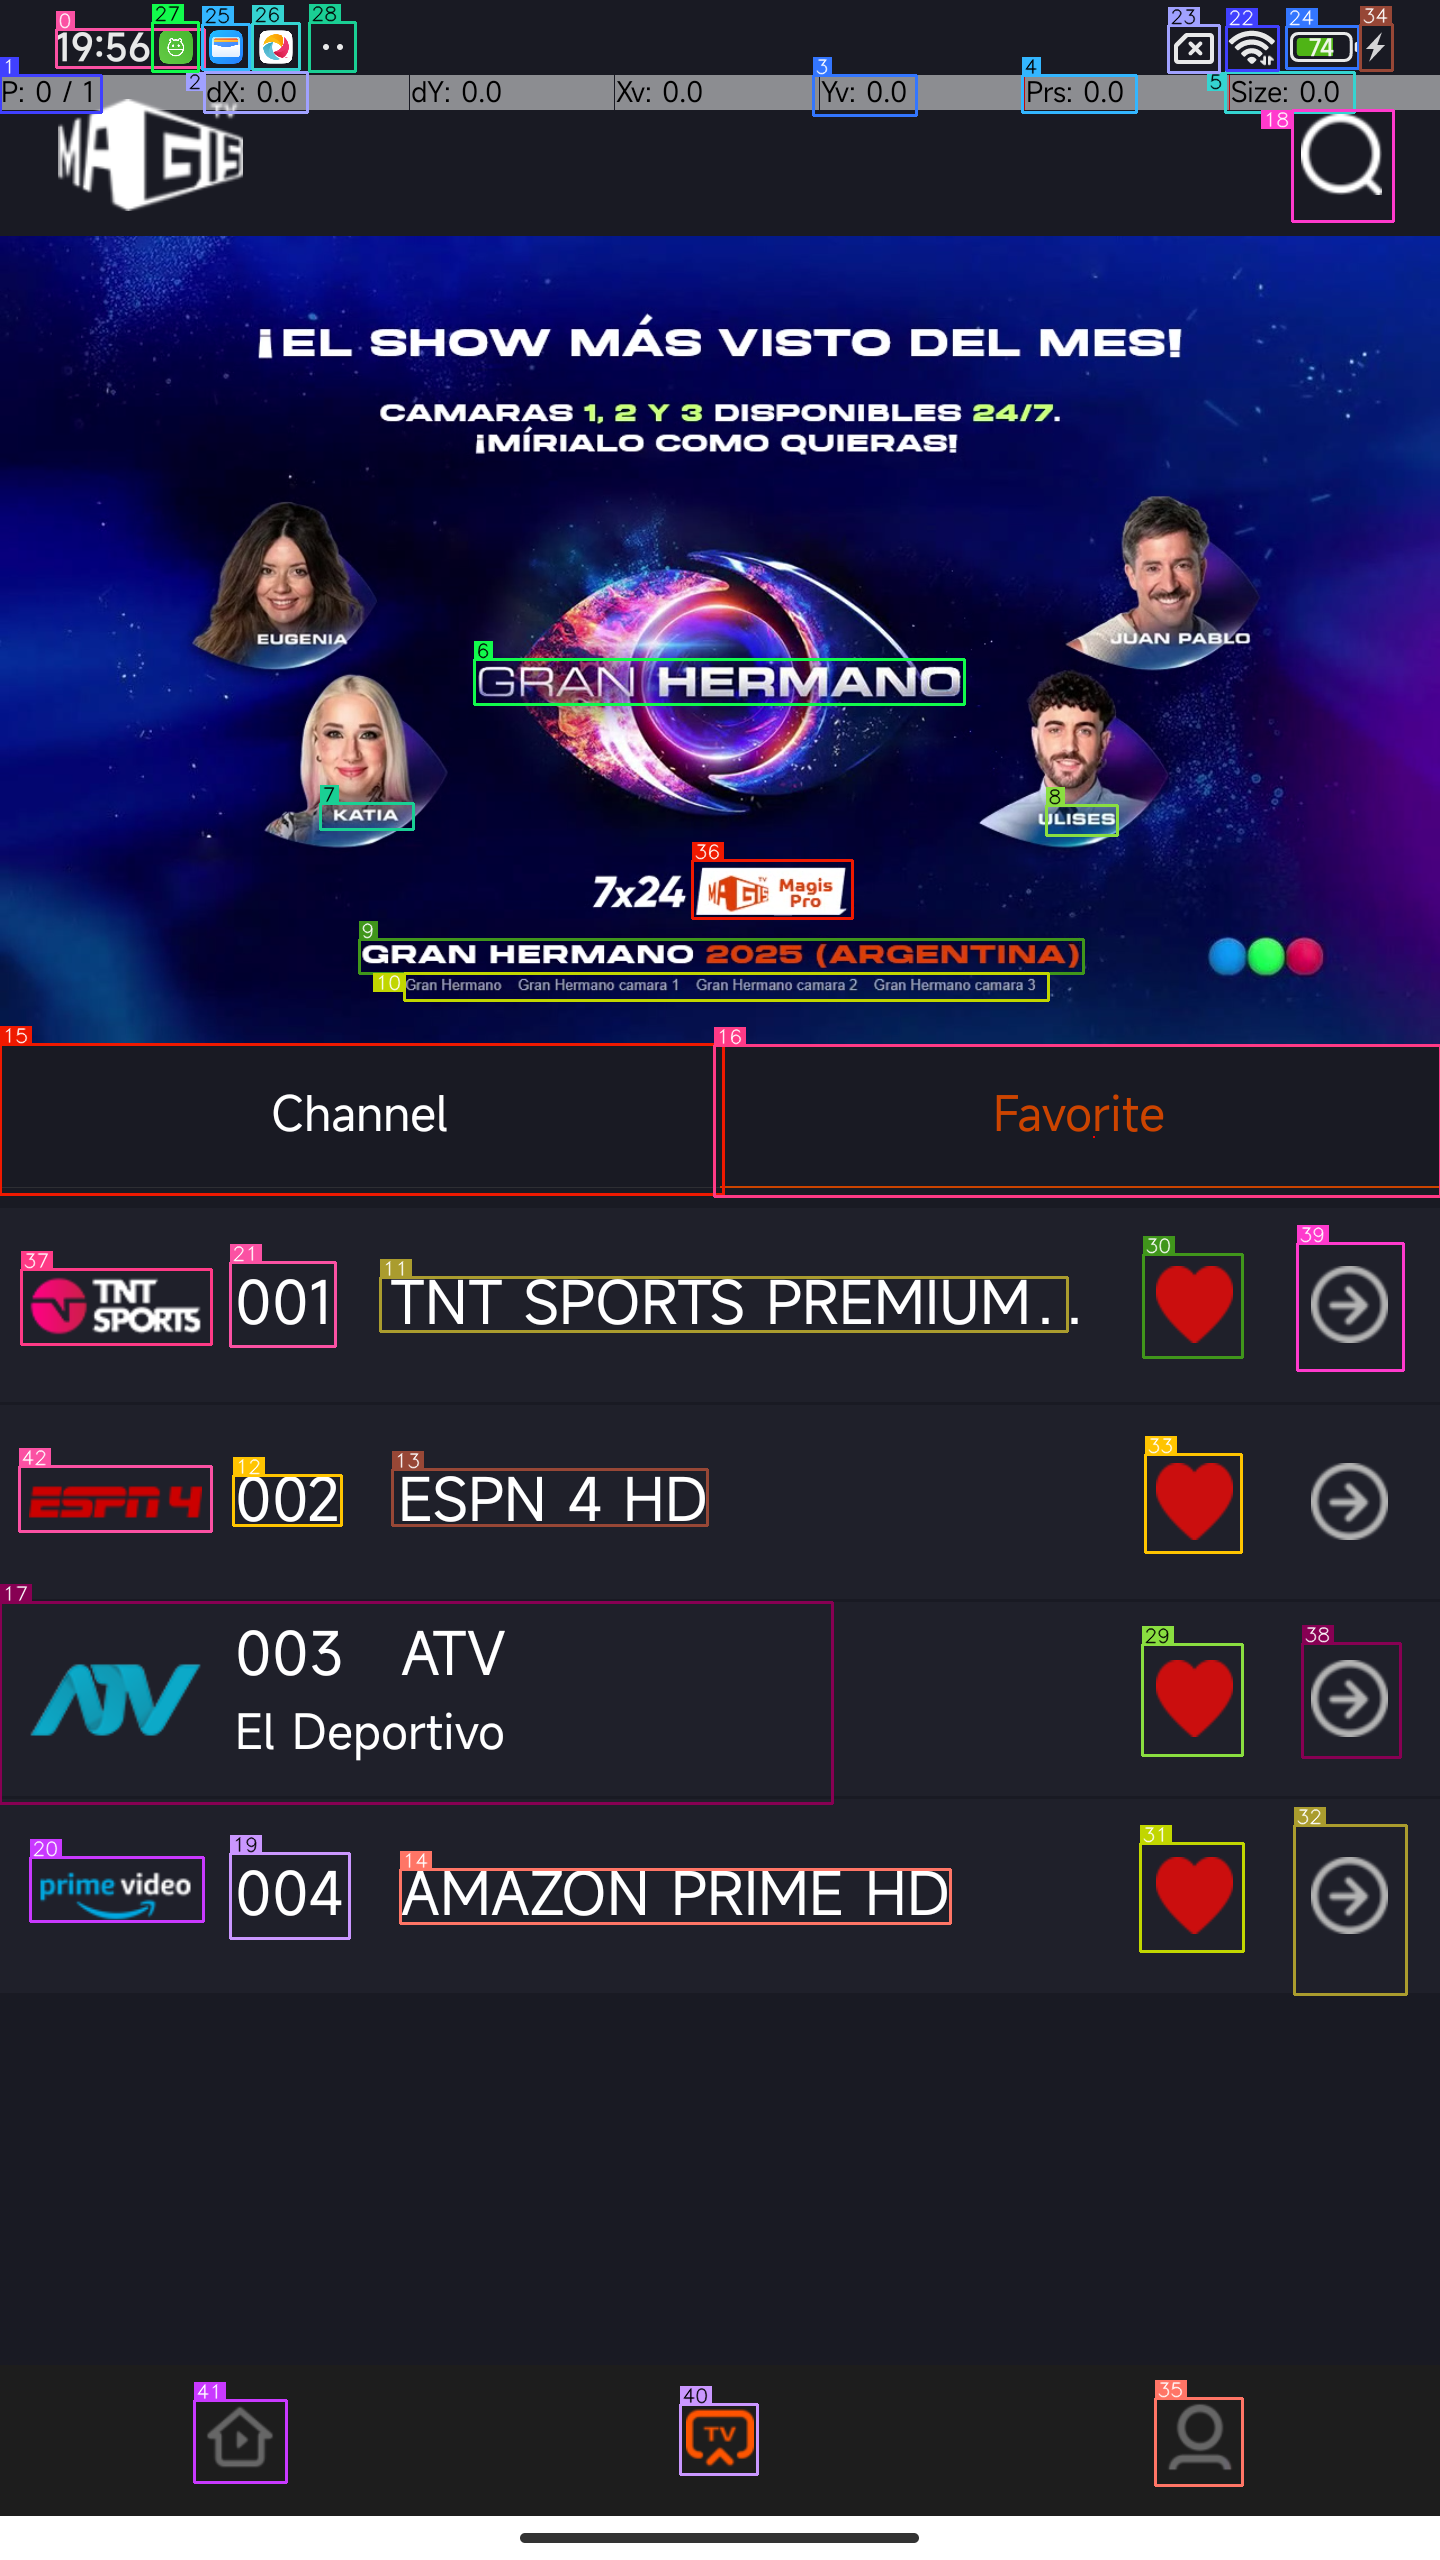 0
27
25
26
28
23
22
24
34
19:56
74
1
2
3
4
5
P: 0 / 1
dX: 0.0
dY: 0.0
Xv: 0.0
Yv: 0.0
Prs: 0.0
Size: 0.0
18
MAGIS TV
¡EL SHOW MÁS VISTO DEL MES!
CAMARAS 1, 2 Y 3 DISPONIBLES 24/7.
¡MÍRIALO COMO QUIERAS!
EUGENIA
JUAN PABLO
6
GRAN HERMANO
7
KATIA
8
ULISES
36
7x24
MAGIS TV
Magis
Pro
9
GRAN HERMANO 2025 (ARGENTINA)
10
Gran Hermano Gran Hermano camara 1 Gran Hermano camara 2 Gran Hermano camara 3
15
16
Channel
Favorite
37
21
11
30
39
TNT
SPORTS
001
TNT SPORTS PREMIUM...
42
12
13
33
ESPN 4
002
ESPN 4 HD
17
29
38
003 ATV
ATV
El Deportivo
20
19
14
31
32
prime video
004
AMAZON PRIME HD
41
40
35
TV